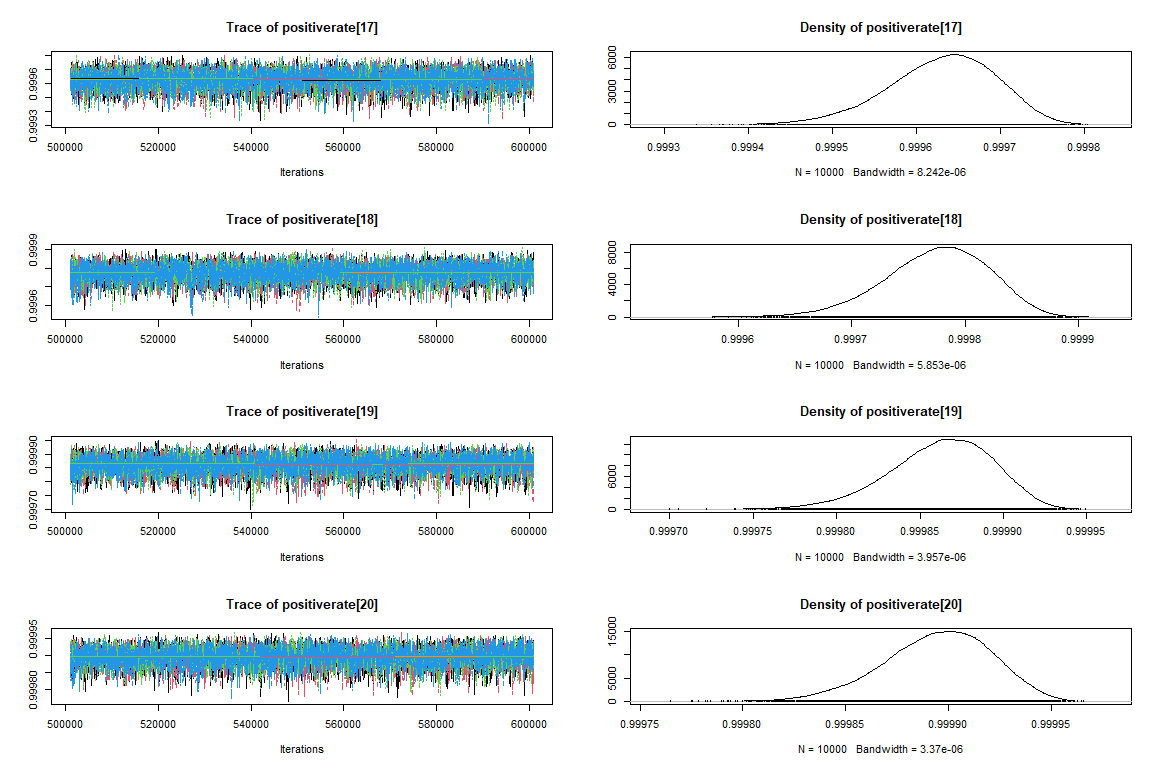 Trace of positiverate[17]
0.9993 0.9996
500000 520000 540000 560000 580000 600000
Iterations
Density of positiverate[17]
0 3000 6000
0.9993 0.9994 0.9995 0.9996 0.9997 0.9998
N = 10000 Bandwidth = 8.242e-06
Trace of positiverate[18]
0.9996 0.9999
500000 520000 540000 560000 580000 600000
Iterations
Density of positiverate[18]
0 4000 8000
0.9996 0.9997 0.9998 0.9999
N = 10000 Bandwidth = 5.853e-06
Trace of positiverate[19]
0.99970 0.99980 0.99990
500000 520000 540000 560000 580000 600000
Iterations
Density of positiverate[19]
0 6000
0.99970 0.99975 0.99980 0.99985 0.99990 0.99995
N = 10000 Bandwidth = 3.957e-06
Trace of positiverate[20]
0.99980 0.99995
500000 520000 540000 560000 580000 600000
Iterations
Density of positiverate[20]
0 5000 15000
0.99975 0.99980 0.99985 0.99990 0.99995
N = 10000 Bandwidth = 3.37e-06